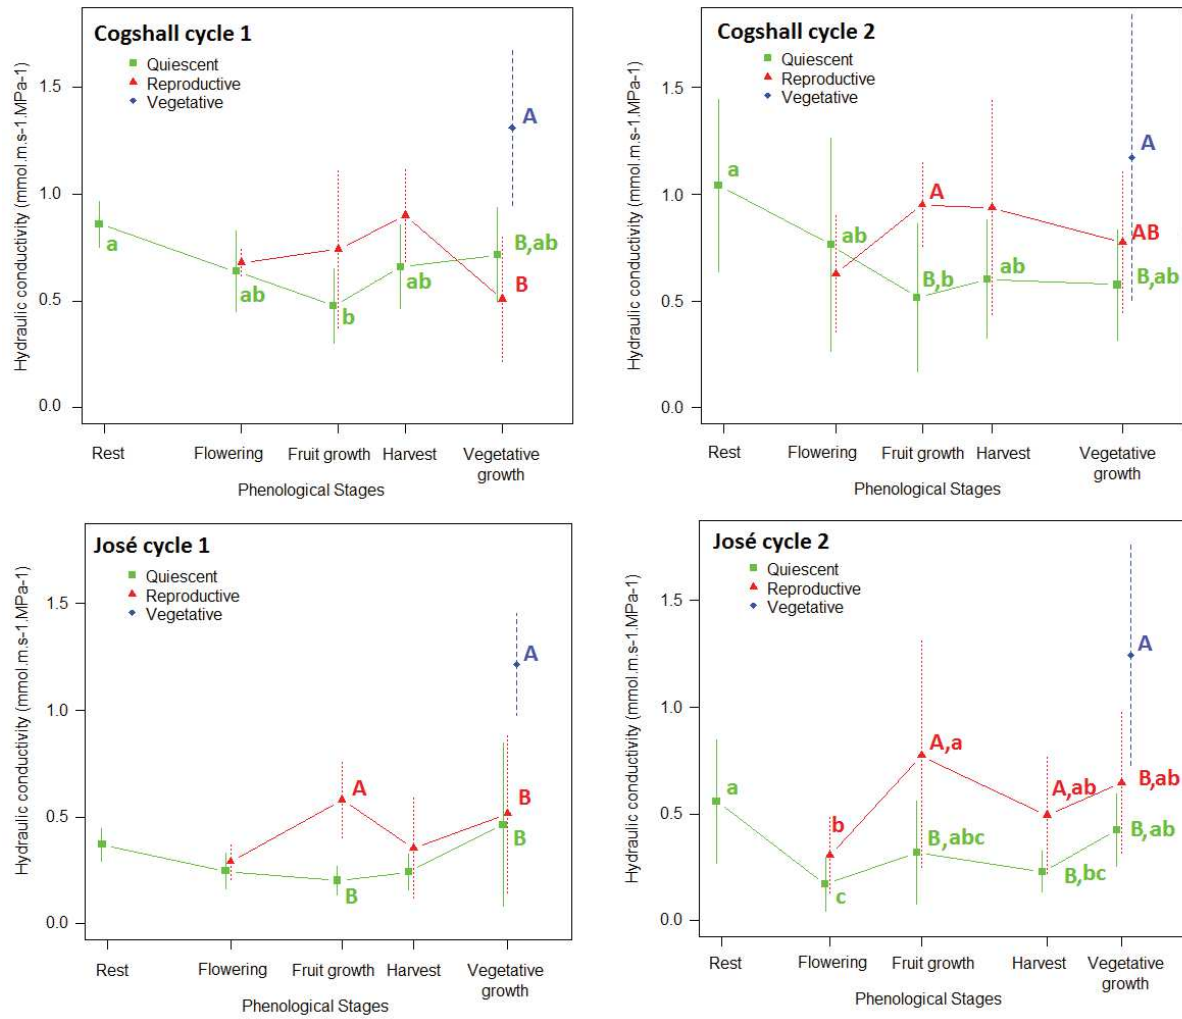 Cogshall cycle 1
Quiescent
Reproductive
Vegetative
Hydraulic conductivity (mmol.m.s-1.MPa-1)
1.5
1.0
0.5
0.0
A
a
ab
b
ab
B,ab
B
Rest
Flowering
Fruit growth
Harvest
Vegetative
growth
Phenological Stages
Cogshall cycle 2
Quiescent
Reproductive
Vegetative
Hydraulic conductivity (mmol.m.s-1.MPa-1)
1.5
1.0
0.5
0.0
A
a
A
ab
AB
B,b
ab
B,ab
Rest
Flowering
Fruit growth
Harvest
Vegetative
growth
Phenological Stages
José cycle 1
Quiescent
Reproductive
Vegetative
Hydraulic conductivity (mmol.m.s-1.MPa-1)
1.5
1.0
0.5
0.0
A
A
B
B
B
Rest
Flowering
Fruit growth
Harvest
Vegetative
growth
Phenological Stages
José cycle 2
Quiescent
Reproductive
Vegetative
Hydraulic conductivity (mmol.m.s-1.MPa-1)
1.5
1.0
0.5
0.0
A
a
A,a
A,ab
B,ab
b
B,abc
B,ab
c
B,bc
Rest
Flowering
Fruit growth
Harvest
Vegetative
growth
Phenological Stages